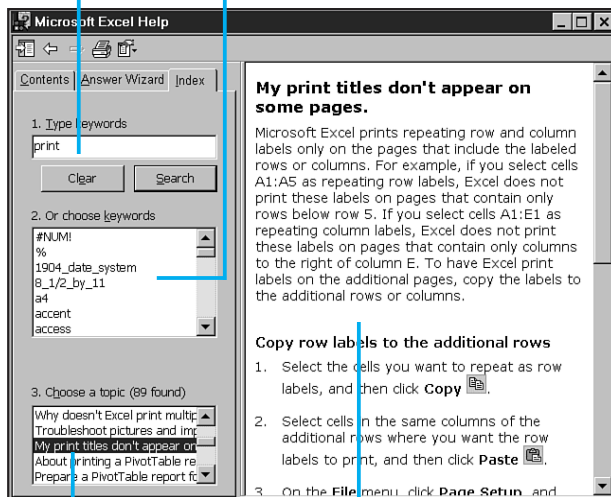 Microsoft Excel Help
Contents Answer Wizard Index
1. Type keywords
print
Clear Search
2. Or choose keywords
#NUM!
%
1904_date_system
8_1/2_by_11
a4
accent
access
3. Choose a topic (89 found)
Why doesn't Excel print multip
Troubleshoot pictures and imp
My print titles don't appear on
About printing a PivotTable re
Prepare a PivotTable report fo
My print titles don't appear on
some pages.
Microsoft Excel prints repeating row and column
labels only on the pages that include the labeled
rows or columns. For example, if you select cells
A1:A5 as repeating row labels, Excel does not
print these labels on pages that contain only
rows below row 5. If you select cells A1:E1 as
repeating column labels, Excel does not print
these labels on pages that contain only columns
to the right of column E. To have Excel print
labels on the additional pages, copy the labels to
the additional rows or columns.
Copy row labels to the additional rows
1. Select the cells you want to repeat as row
labels, and then click Copy .
2. Select cells in the same columns of the
additional rows where you want the row
labels to print, and then click Paste .
3. On the File menu, click Page Setup, and